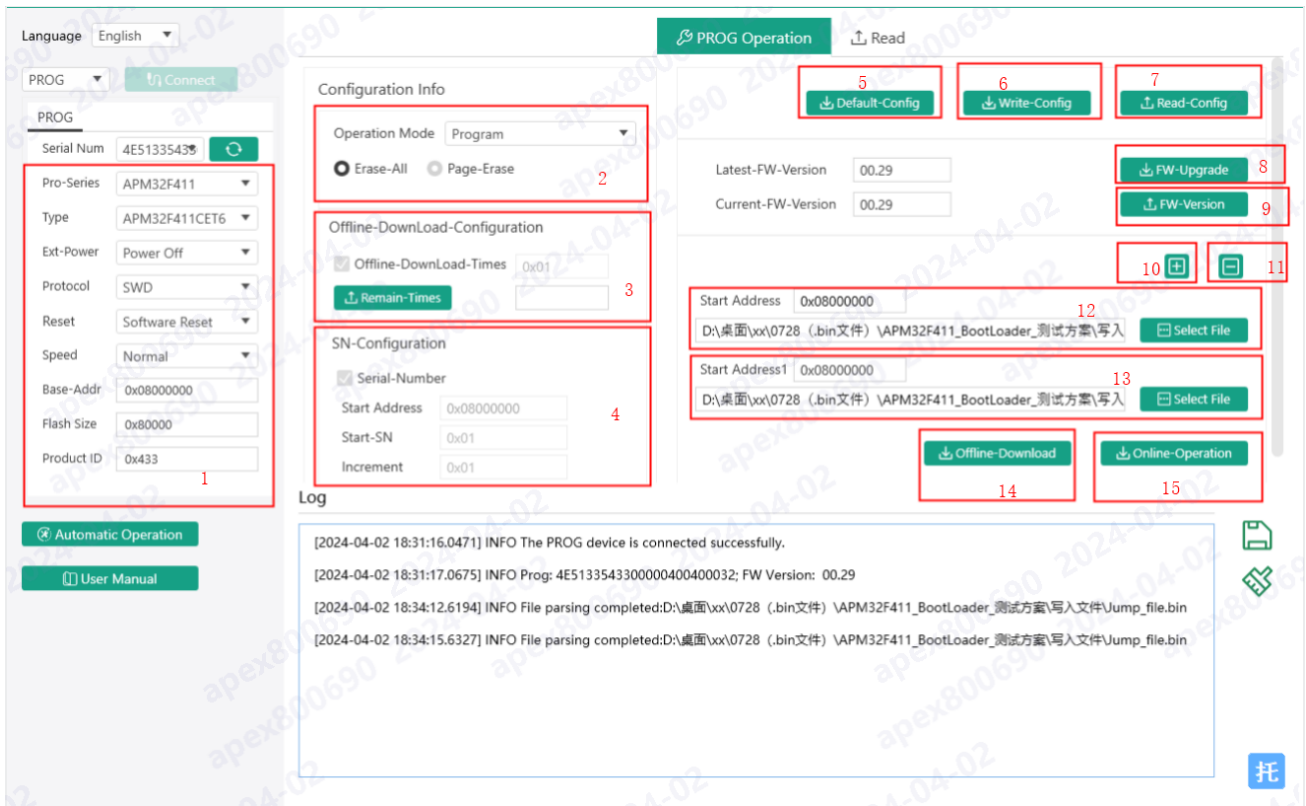 Language English
PROG Operation
Read
PROG
Connect
PROG
Serial Num 4E51335433
Pro-Series APM32F411
Type APM32F411CET6
Ext-Power Power Off
Protocol SWD
Reset Software Reset
Speed Normal
Base-Addr 0x08000000
Flash Size 0x80000
Product ID 0x433
1
Automatic Operation
User Manual
Configuration Info
Operation Mode Program
Erase-All Page-Erase
2
Offline-DownLoad-Configuration
Offline-DownLoad-Times 0x01
Remain-Times
3
SN-Configuration
Serial-Number
Start Address 0x08000000
4
Start-SN 0x01
Increment 0x01
5 6 7
Default-Config Write-Config Read-Config
Latest-FW-Version 00.29 FW-Upgrade 8
Current-FW-Version 00.29 FW-Version 9
10 11
Start Address 0x08000000 12
D:\桌面\xx\0728（.bin文件）\APM32F411_BootLoader_测试方案\写入 Select File
Start Address1 0x08000000 13
D:\桌面\xx\0728（.bin文件）\APM32F411_BootLoader_测试方案\写入 Select File
Offline-Download Online-Operation
14 15
Log
[2024-04-02 18:31:16.0471] INFO The PROG device is connected successfully.
[2024-04-02 18:31:17.0675] INFO Prog: 4E5133543300000400400032; FW Version: 00.29
[2024-04-02 18:34:12.6194] INFO File parsing completed:D:\桌面\xx\0728（.bin文件）\APM32F411_BootLoader_测试方案\写入文件\Jump_file.bin
[2024-04-02 18:34:15.6327] INFO File parsing completed:D:\桌面\xx\0728（.bin文件）\APM32F411_BootLoader_测试方案\写入文件\Jump_file.bin
托
apex800690 2024-04-02